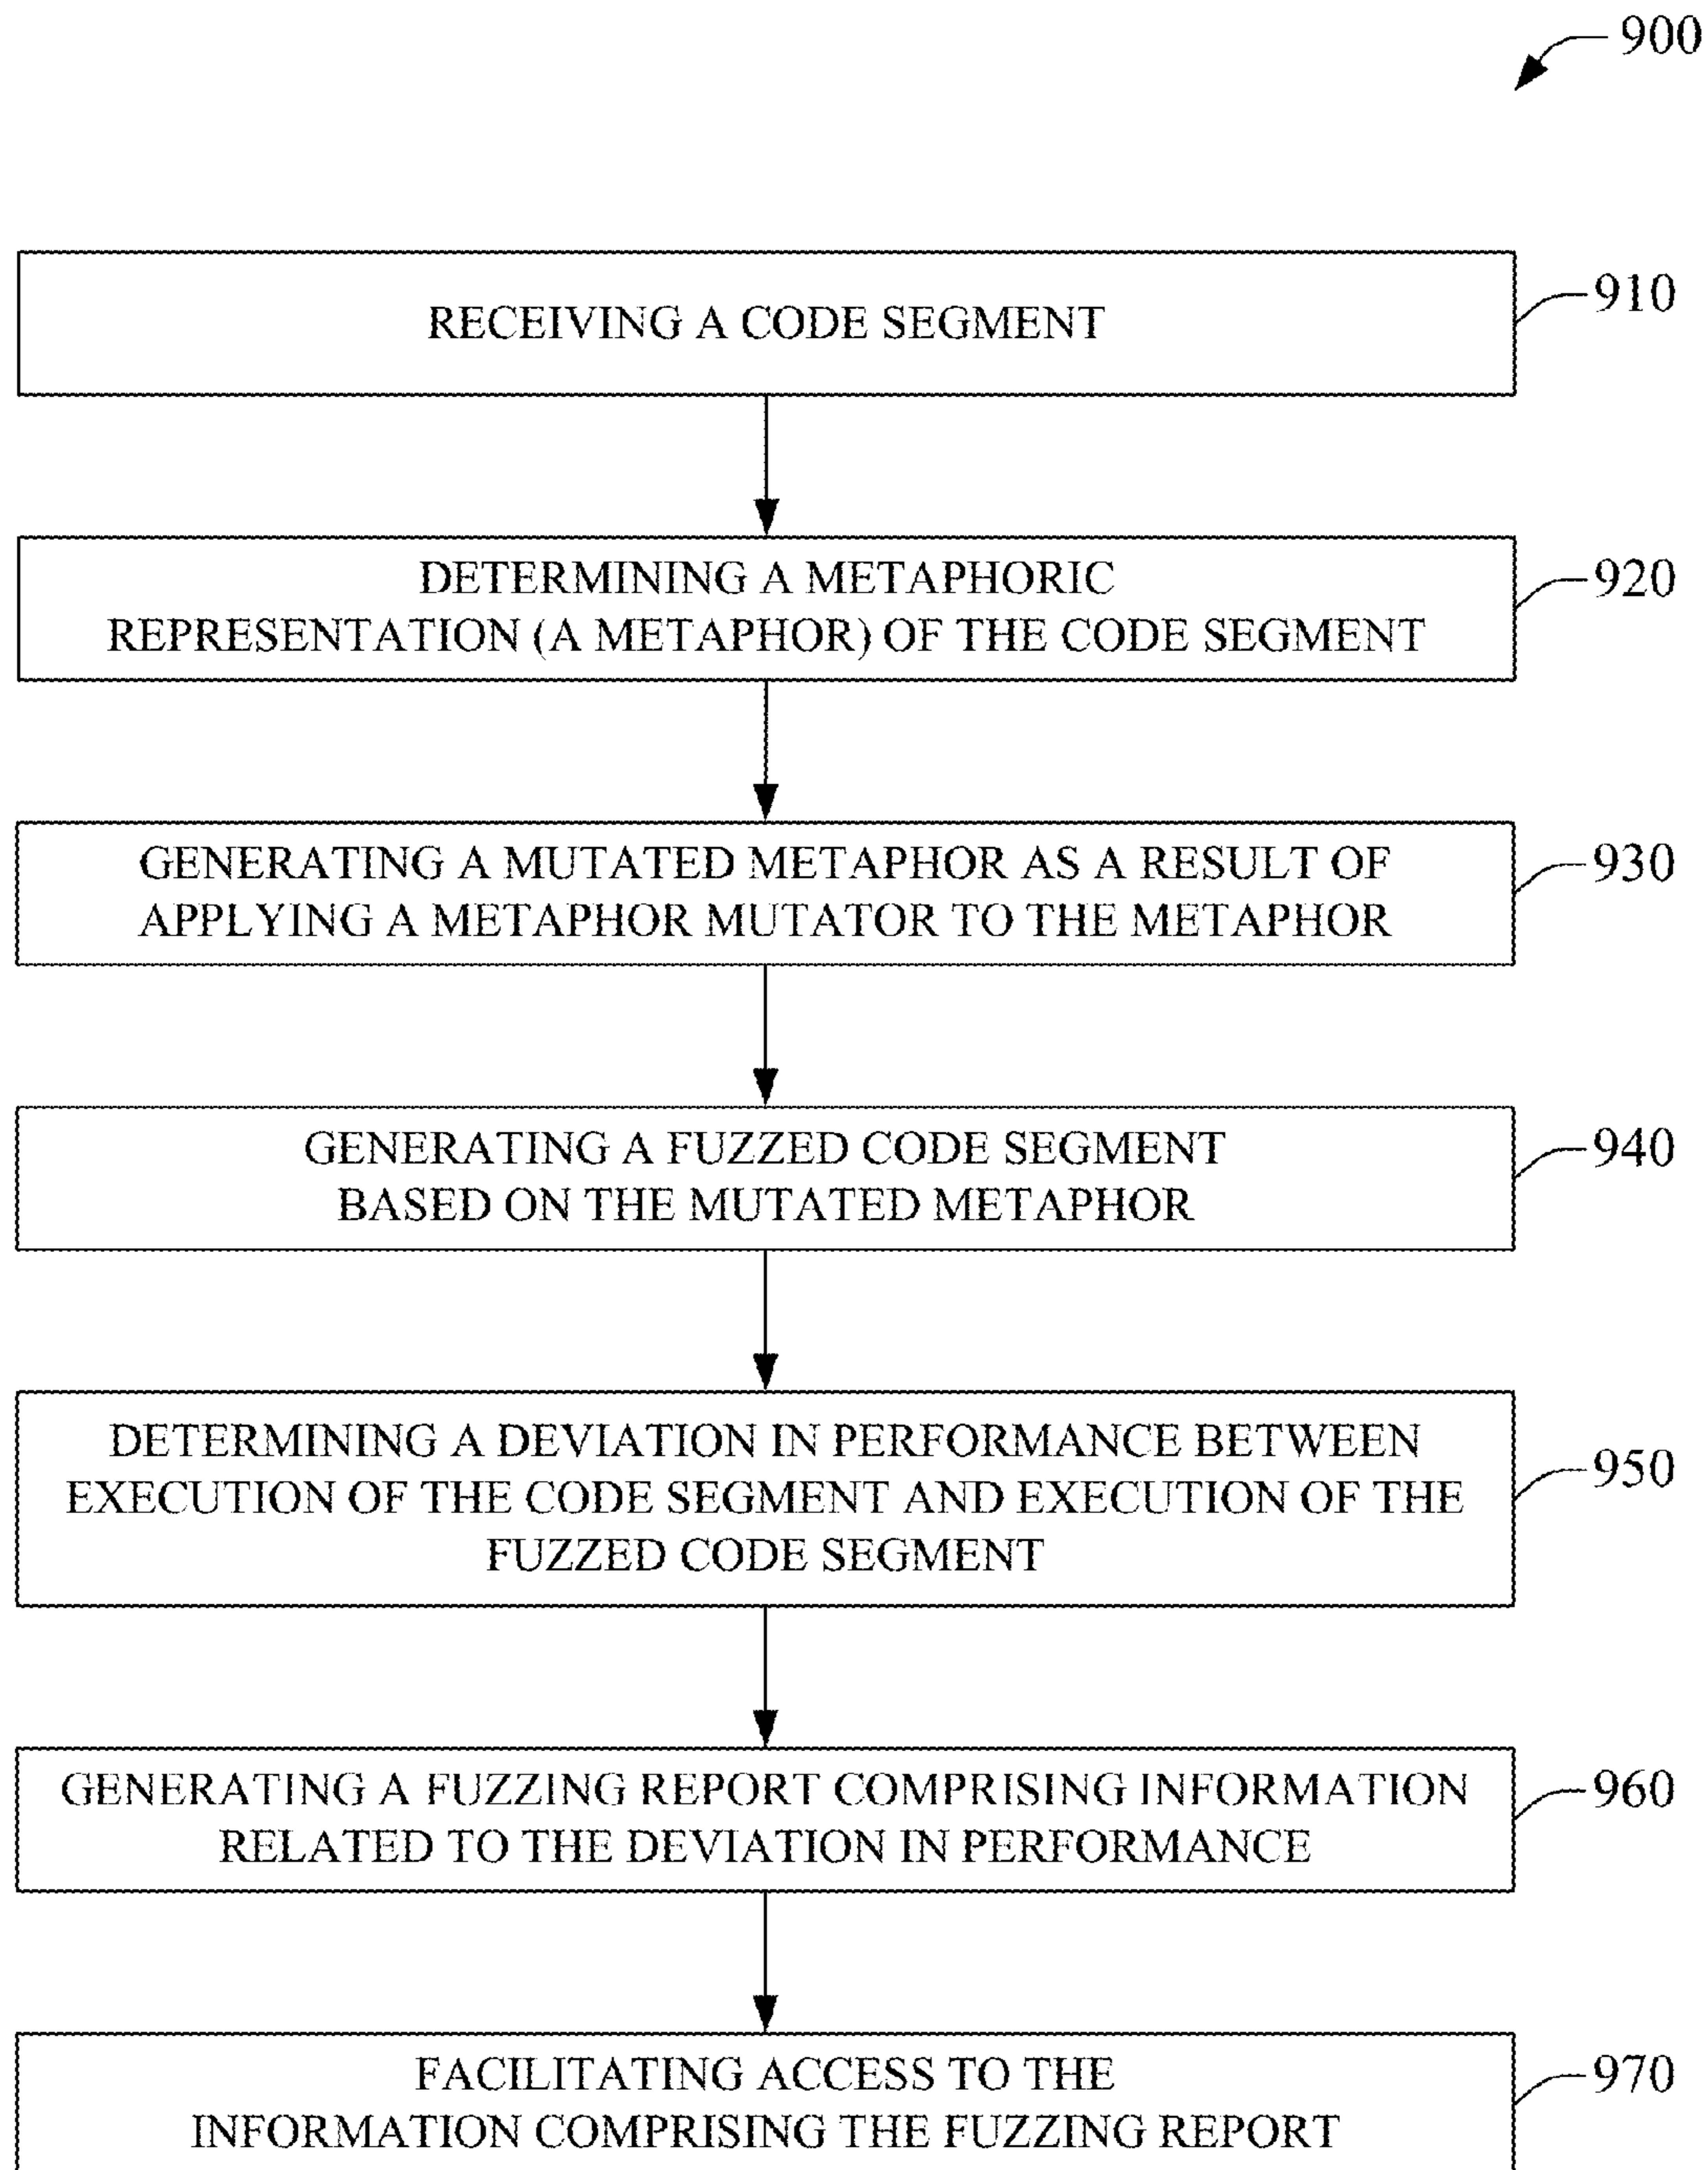 900
RECEIVING A CODE SEGMENT
910
DETERMINING A METAPHORIC
REPRESENTATION (A METAPHOR) OF THE CODE SEGMENT
920
GENERATING A MUTATED METAPHOR AS A RESULT OF
APPLYING A METAPHOR MUTATOR TO THE METAPHOR
930
GENERATING A FUZZED CODE SEGMENT
BASED ON THE MUTATED METAPHOR
940
DETERMINING A DEVIATION IN PERFORMANCE BETWEEN
EXECUTION OF THE CODE SEGMENT AND EXECUTION OF THE
FUZZED CODE SEGMENT
950
GENERATING A FUZZING REPORT COMPRISING INFORMATION
RELATED TO THE DEVIATION IN PERFORMANCE
960
FACILITATING ACCESS TO THE
INFORMATION COMPRISING THE FUZZING REPORT
970